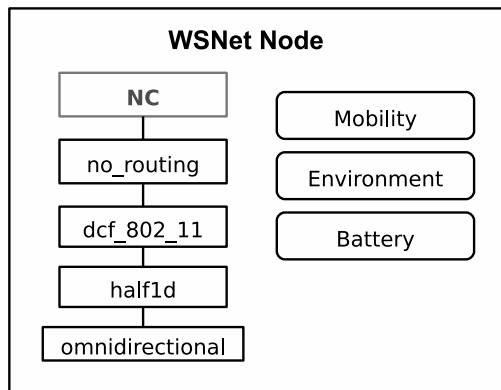 WSNet Node
NC
no_routing
dcf_802_11
half1d
omnidirectional
Mobility
Environment
Battery